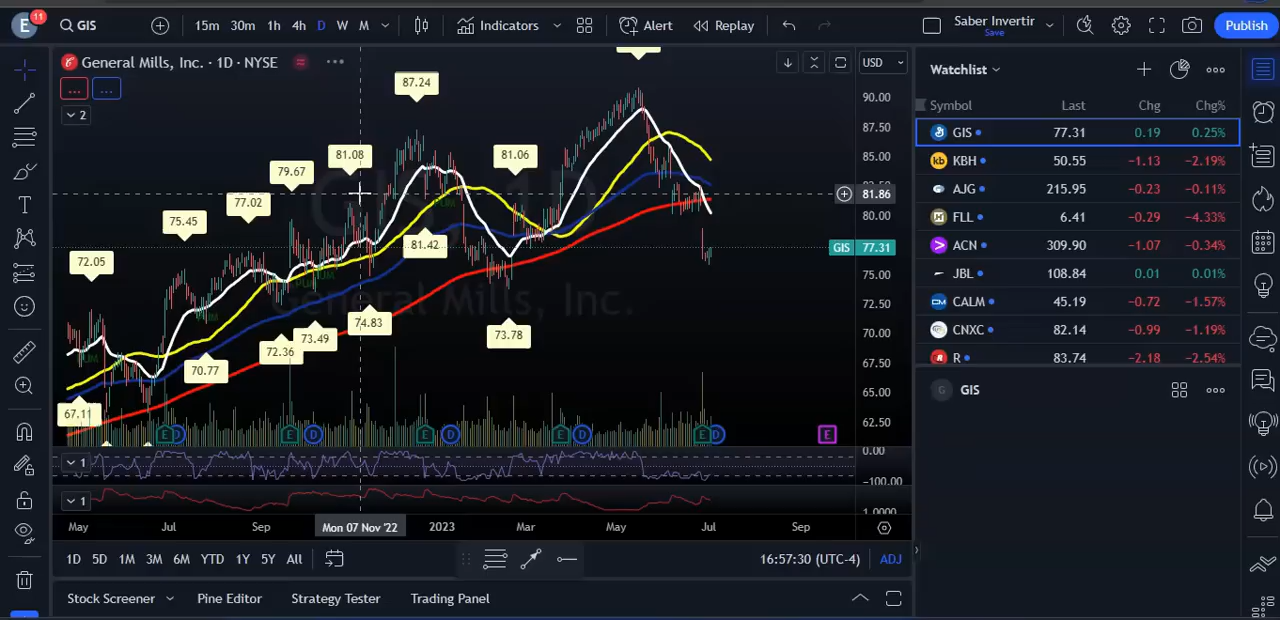 E 11 GIS 15m 30m 1h 4h D W M Indicators Alert Replay Saber Invertir Save Publish
General Mills, Inc. · 1D · NYSE USD
... ...
2
Watchlist
Symbol Last Chg Chg%
GIS 77.31 0.19 0.25%
KBH 50.55 −1.13 −2.19%
AJG 215.95 −0.23 −0.11%
FLL 6.41 −0.29 −4.33%
ACN 309.90 −1.07 −0.34%
JBL 108.84 0.01 0.01%
CALM 45.19 −0.72 −1.57%
CNXC 82.14 −0.99 −1.19%
R 83.74 −2.18 −2.54%
GIS
87.24
81.08
81.06
79.67
77.02
75.45
72.05
81.42
74.83
73.49
73.78
72.36
70.77
67.11
GIS, 1D
General Mills, Inc.
90.00
87.50
85.00
81.86
80.00
GIS 77.31
75.00
72.50
70.00
67.50
65.00
62.50
E D E D E D E D E D E
1 0.00
−100.00
1 1.0000
May Jul Sep Mon 07 Nov '22 2023 Mar May Jul Sep
1D 5D 1M 3M 6M YTD 1Y 5Y All 16:57:30 (UTC-4) ADJ
Stock Screener Pine Editor Strategy Tester Trading Panel